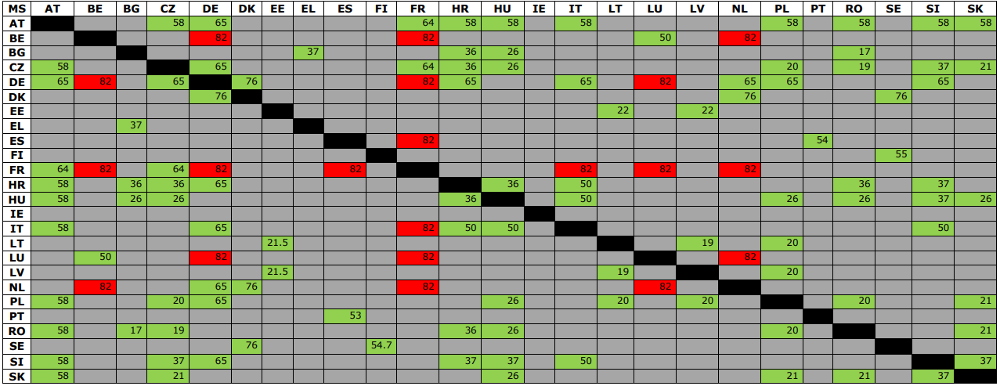 MS AT BE BG CZ DE DK EE EL ES FI FR HR HU IE IT LT LU LV NL PL PT RO SE SI SK
AT 58 65 64 58 58 58 58 58 58 58
BE 82 82 50 82
BG 37 36 26 17
CZ 58 65 64 36 26 20 19 37 21
DE 65 82 65 76 82 65 65 82 65 65 65
DK 76 76 76
EE 22 22
EL 37
ES 82 54
FI 55
FR 64 82 64 82 82 82 82 82
HR 58 36 36 65 36 50 36 37
HU 58 26 26 36 50 26 26 37 26
IE
IT 58 65 82 50 50 50
LT 21.5 19 20
LU 50 82 82 82
LV 21.5 19 20
NL 82 65 76 82 82
PL 58 20 65 26 20 20 20 21
PT 53
RO 58 17 19 36 26 20 21
SE 76 54.7
SI 58 37 65 37 37 50 37
SK 58 21 26 21 21 37